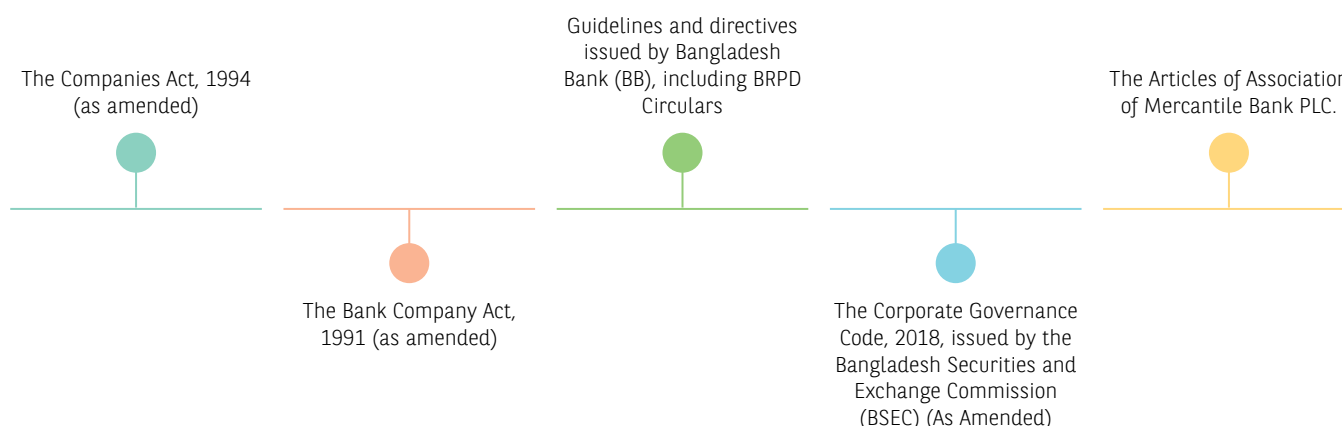 The Companies Act, 1994
(as amended)
The Bank Company Act,
1991 (as amended)
Guidelines and directives
issued by Bangladesh
Bank (BB), including BRPD
Circulars
The Corporate Governance
Code, 2018, issued by the
Bangladesh Securities and
Exchange Commission
(BSEC) (As Amended)
The Articles of Association
of Mercantile Bank PLC.